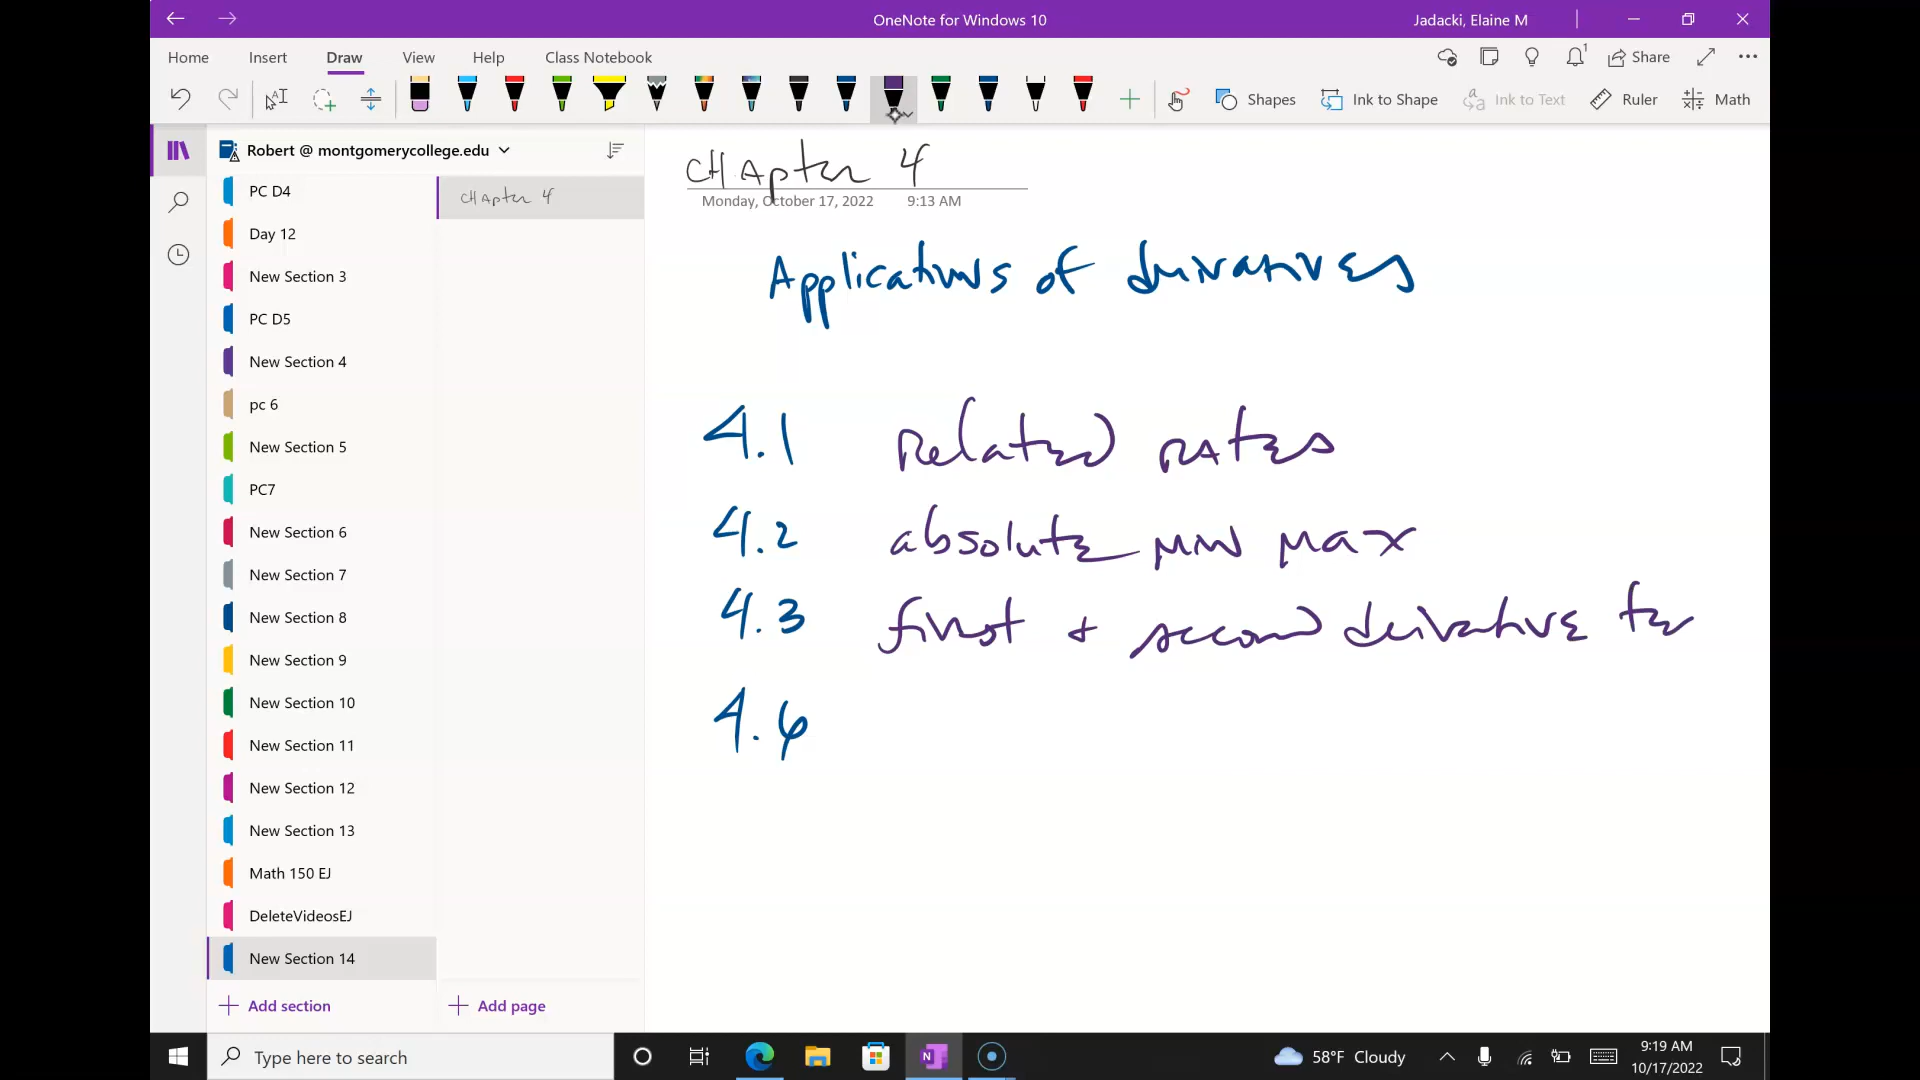 OneNote for Windows 10
Jadacki, Elaine M
Home Insert Draw View Help Class Notebook
1 Share
Shapes Ink to Shape Ink to Text Ruler Math
Robert @ montgomerycollege.edu
PC D4
Day 12
New Section 3
PC D5
New Section 4
pc 6
New Section 5
PC7
New Section 6
New Section 7
New Section 8
New Section 9
New Section 10
New Section 11
New Section 12
New Section 13
Math 150 EJ
DeleteVideosEJ
New Section 14
Add section
CHApter 4
Add page
CHApter 4
Monday, October 17, 2022 9:13 AM
Applications of derivatives
4.1 Related rates
4.2 absolute min max
4.3 first + second derivative te
4.6
Type here to search
N
58°F Cloudy
9:19 AM
10/17/2022